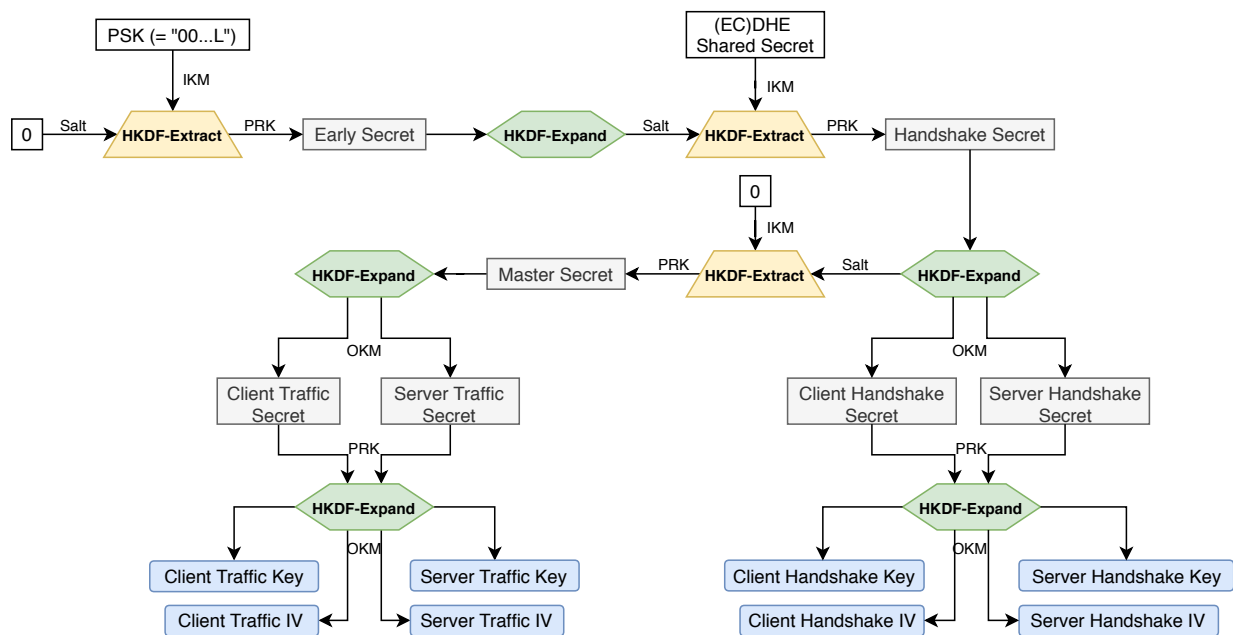 PSK (= "00...L")
(EC)DHE
Shared Secret
IKM
IKM
0
Salt
HKDF-Extract
PRK
Early Secret
HKDF-Expand
Salt
HKDF-Extract
PRK
Handshake Secret
0
IKM
HKDF-Expand
Master Secret
PRK
HKDF-Extract
Salt
HKDF-Expand
OKM
OKM
Client Traffic
Secret
Server Traffic
Secret
Client Handshake
Secret
Server Handshake
Secret
PRK
PRK
HKDF-Expand
HKDF-Expand
OKM
OKM
Client Traffic Key
Server Traffic Key
Client Handshake Key
Server Handshake Key
Client Traffic IV
Server Traffic IV
Client Handshake IV
Server Handshake IV